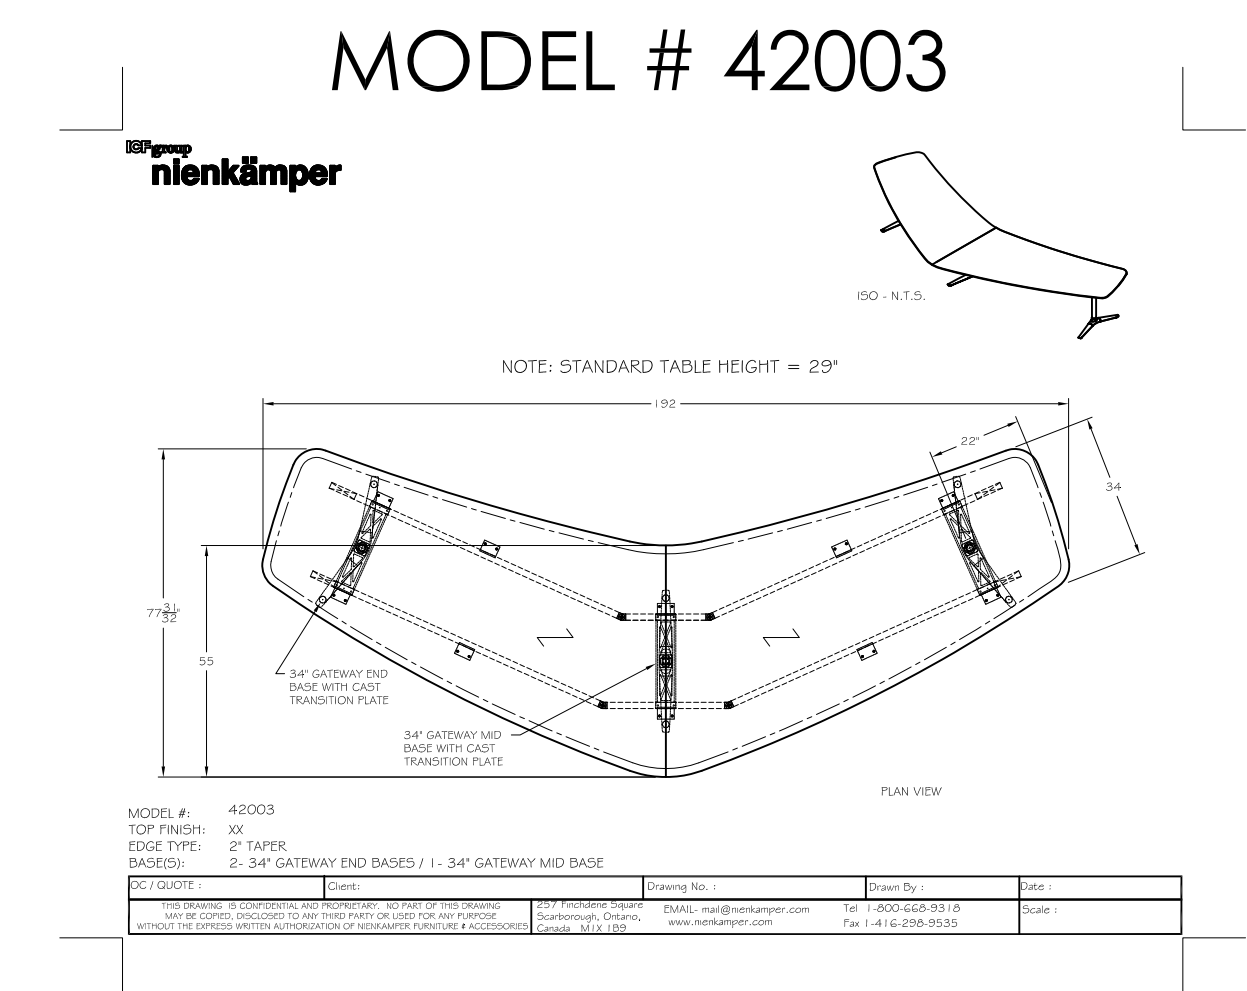 MODEL # 42003
ICF group
nienkämper
ISO - N.T.S.
NOTE: STANDARD TABLE HEIGHT = 29"
192
22"
34
77 31/32"
55
34" GATEWAY END
BASE WITH CAST
TRANSITION PLATE
34" GATEWAY MID
BASE WITH CAST
TRANSITION PLATE
PLAN VIEW
MODEL #: 42003
TOP FINISH: XX
EDGE TYPE: 2" TAPER
BASE(S): 2- 34" GATEWAY END BASES / 1- 34" GATEWAY MID BASE
OC / QUOTE : Client: Drawing No. : Drawn By : Date :
THIS DRAWING IS CONFIDENTIAL AND PROPRIETARY. NO PART OF THIS DRAWING
MAY BE COPIED, DISCLOSED TO ANY THIRD PARTY OR USED FOR ANY PURPOSE
WITHOUT THE EXPRESS WRITTEN AUTHORIZATION OF NIENKAMPER FURNITURE & ACCESSORIES
257 Finchdene Square
Scarborough, Ontario,
Canada M1X 1B9
EMAIL- mail@nienkamper.com
www.nienkamper.com
Tel 1-800-668-9318
Fax 1-416-298-9535
Scale :